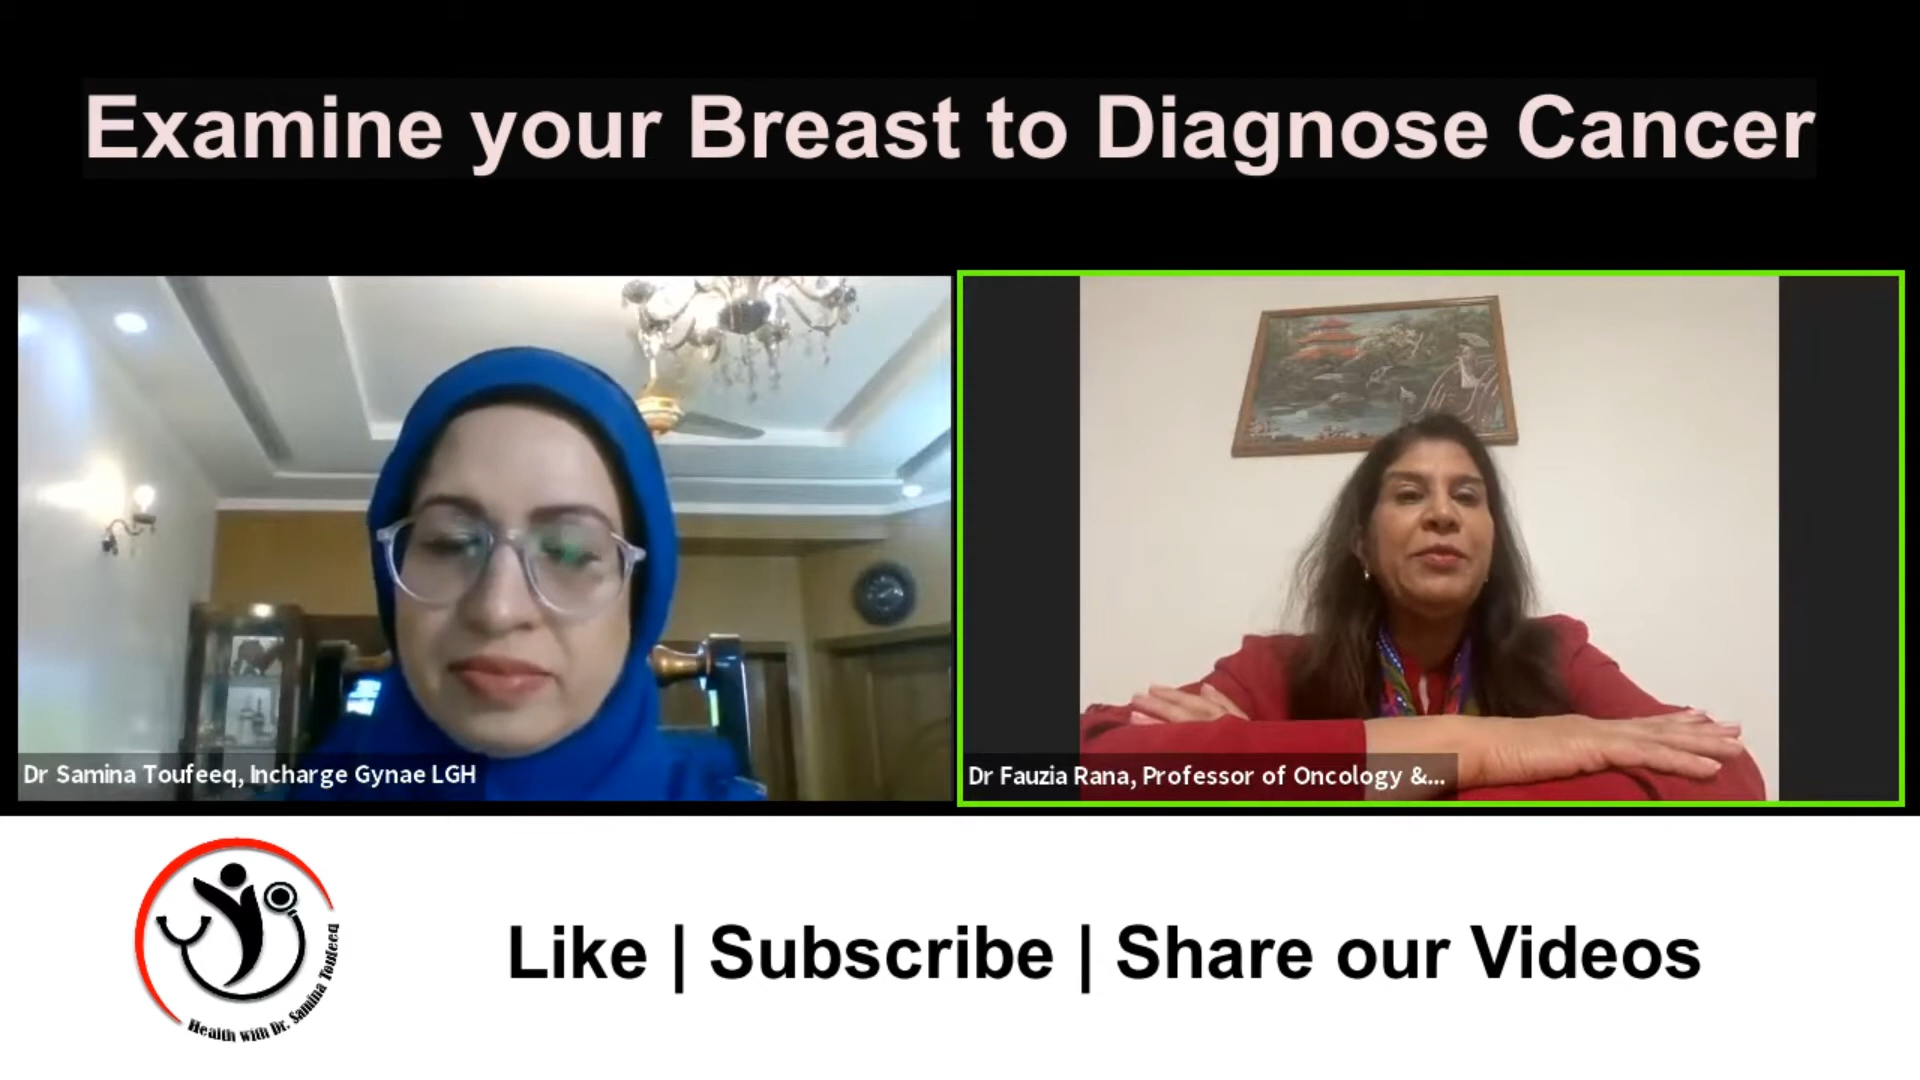 Examine your Breast to Diagnose Cancer
Dr Samina Toufeeq, Incharge Gynae LGH
Dr Fauzia Rana, Professor of Oncology &...
Like | Subscribe | Share our Videos
Health with Dr. Samina Toufeeq